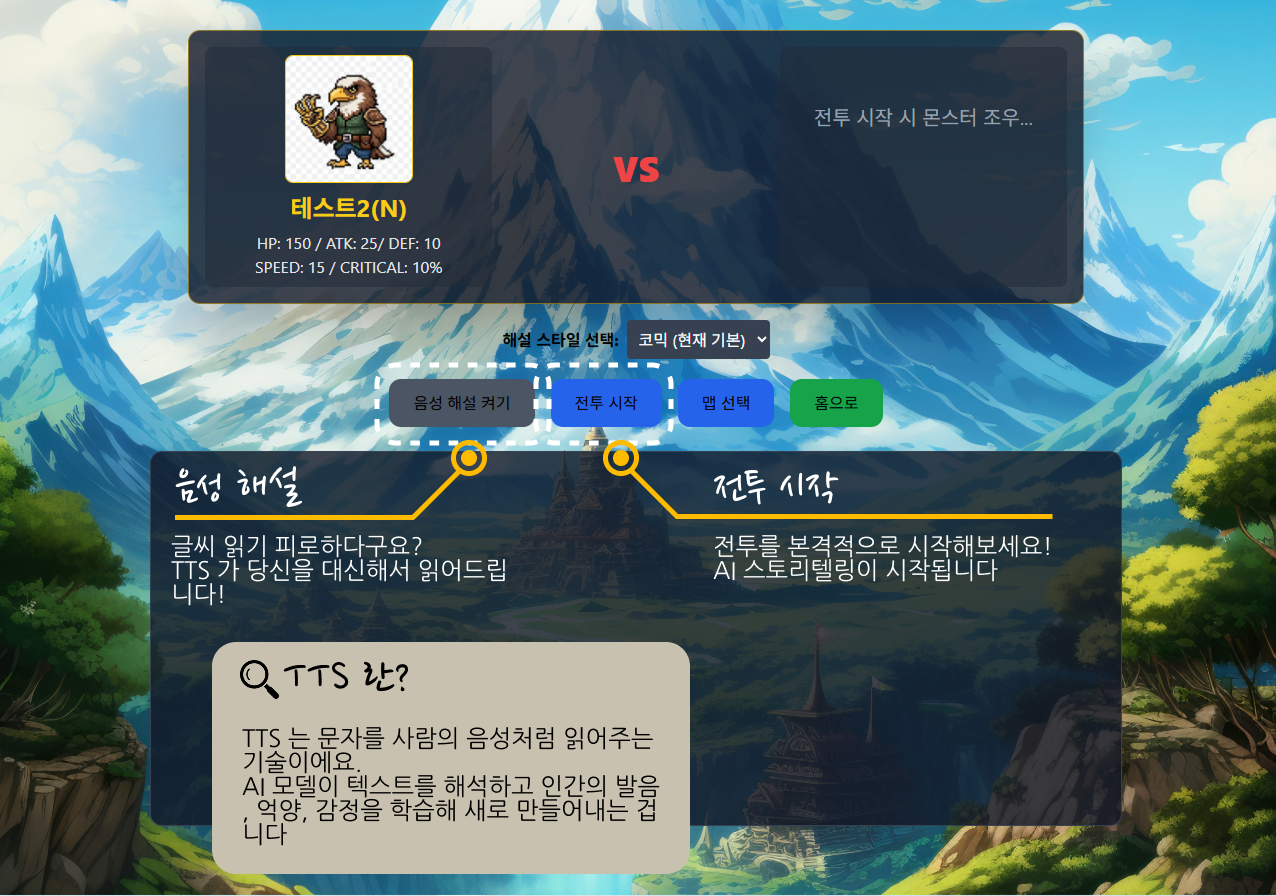 테스트2(N)
HP: 150 / ATK: 25/ DEF: 10
SPEED: 15 / CRITICAL: 10%
VS
전투 시작 시 몬스터 조우...
해설 스타일 선택: 코믹 (현재 기본)
음성 해설 켜기
전투 시작
맵 선택
홈으로
음성 해설
글씨 읽기 피로하다구요?
TTS 가 당신을 대신해서 읽어드립
니다!
전투 시작
전투를 본격적으로 시작해보세요!
AI 스토리텔링이 시작됩니다
TTS 란?
TTS 는 문자를 사람의 음성처럼 읽어주는
기술이에요.
AI 모델이 텍스트를 해석하고 인간의 발음
, 억양, 감정을 학습해 새로 만들어내는 겁
니다